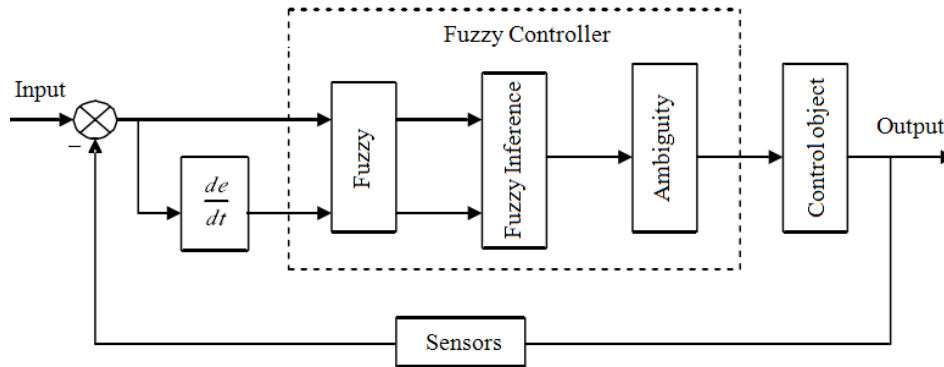 Fuzzy Controller
Input
−
de
dt
Fuzzy
Fuzzy Inference
Ambiguity
Control object
Output
Sensors